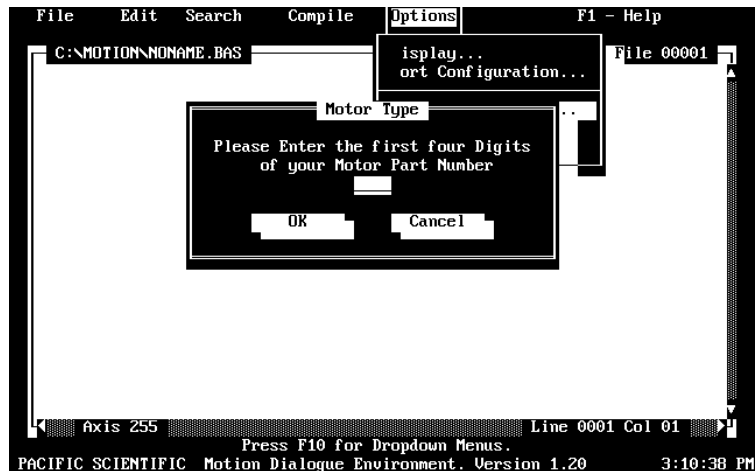 File Edit Search Compile Options F1 - Help
C:\MOTION\NONAME.BAS File 00001
isplay...
ort Configuration...
Motor Type ..
Please Enter the first four Digits
of your Motor Part Number
OK Cancel
Axis 255 Line 0001 Col 01
Press F10 for Dropdown Menus.
PACIFIC SCIENTIFIC Motion Dialogue Environment. Version 1.20 3:10:38 PM